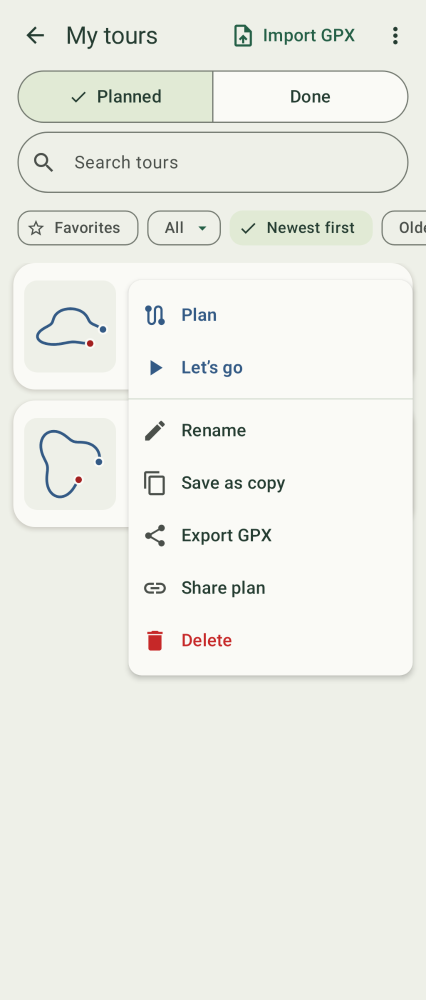 My tours
Import GPX
Planned
Done
Search tours
Favorites
All
Newest first
Plan
Let’s go
Rename
Save as copy
Export GPX
Share plan
Delete